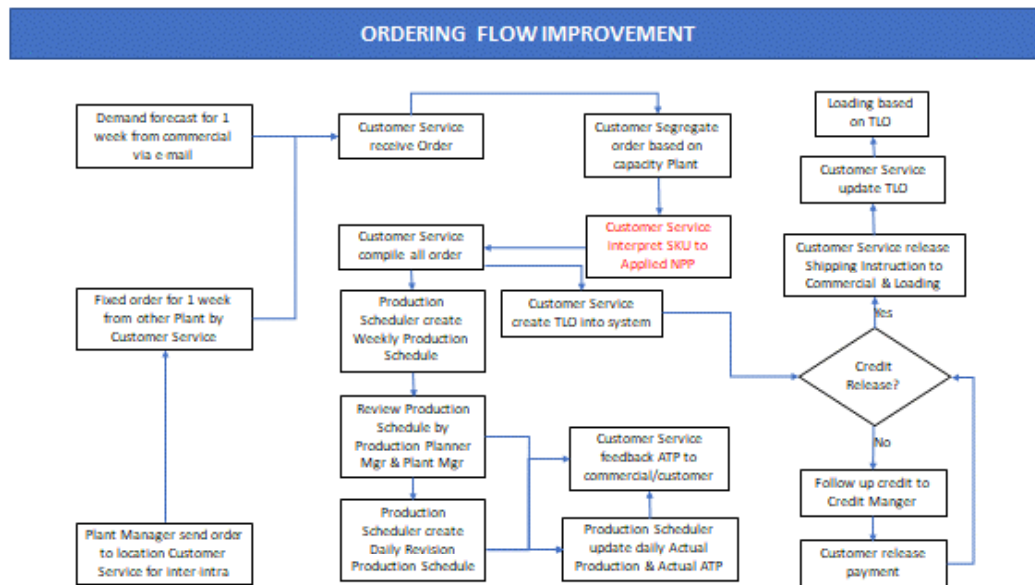 ORDERING FLOW IMPROVEMENT
Demand forecast for 1
week from commercial
via e-mail
Customer Service
receive Order
Customer Segregate
order based on
capacity Plant
Loading based
on TLO
Customer Service
update TLO
Customer Service
compile all order
Customer Service
interpret SKU to
Applied NPP
Customer Service release
Shipping Instruction to
Commercial & Loading
Fixed order for 1 week
from other Plant by
Customer Service
Production
Scheduler create
Weekly Production
Schedule
Customer Service
create TLO into system
Yes
Credit
Release?
No
Review Production
Schedule by
Production Planner
Mgr & Plant Mgr
Customer Service
feedback ATP to
commercial/customer
Follow up credit to
Credit Manger
Plant Manager send order
to location Customer
Service for inter-intra
Production
Scheduler create
Daily Revision
Production Schedule
Production Scheduler
update daily Actual
Production & Actual ATP
Customer release
payment